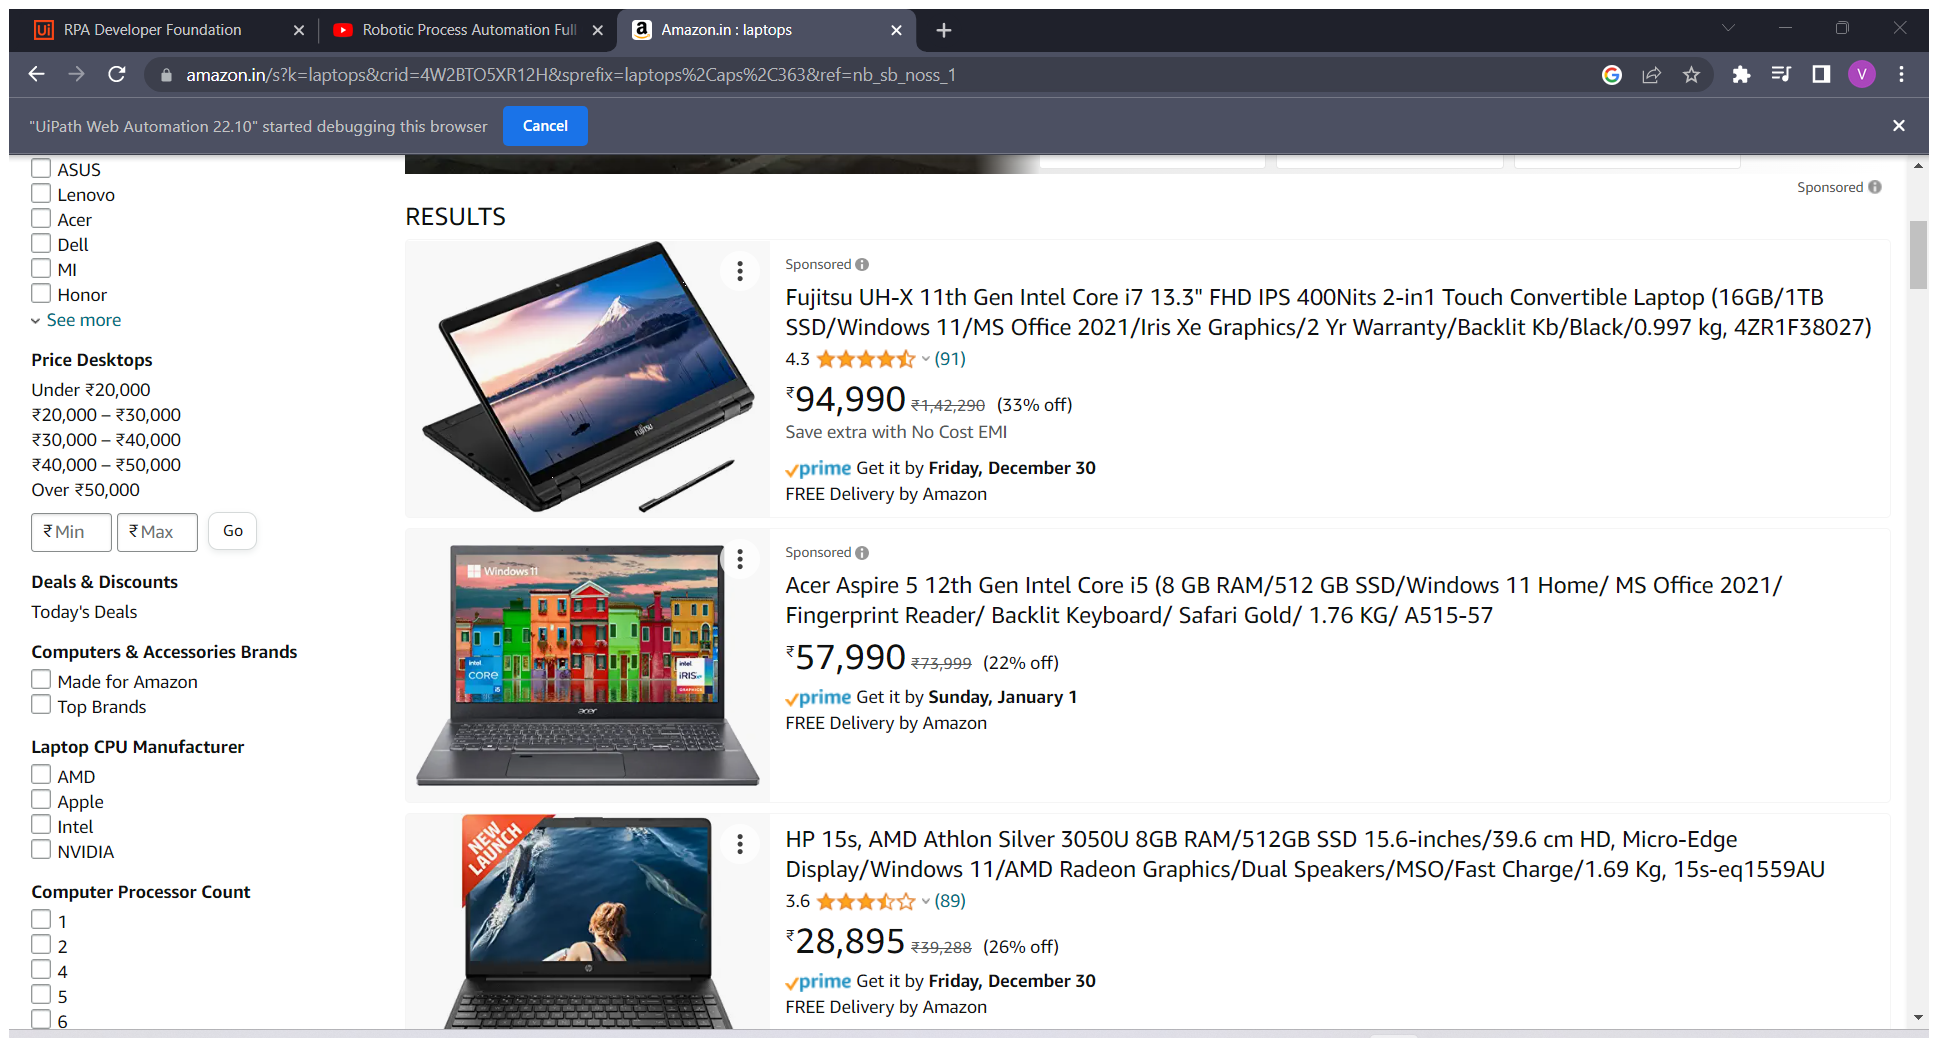 RPA Developer Foundation
Robotic Process Automation Full
Amazon.in : laptops
amazon.in/s?k=laptops&crid=4W2BTO5XR12H&sprefix=laptops%2Caps%2C363&ref=nb_sb_noss_1
V
"UiPath Web Automation 22.10" started debugging this browser
Cancel
ASUS
Lenovo
Acer
Dell
MI
Honor
See more
Price Desktops
Under ₹20,000
₹20,000 – ₹30,000
₹30,000 – ₹40,000
₹40,000 – ₹50,000
Over ₹50,000
₹ Min ₹ Max Go
Deals & Discounts
Today's Deals
Computers & Accessories Brands
Made for Amazon
Top Brands
Laptop CPU Manufacturer
AMD
Apple
Intel
NVIDIA
Computer Processor Count
1
2
4
5
6
Sponsored
RESULTS
FUJITSU
Sponsored
Fujitsu UH-X 11th Gen Intel Core i7 13.3" FHD IPS 400Nits 2-in1 Touch Convertible Laptop (16GB/1TB
SSD/Windows 11/MS Office 2021/Iris Xe Graphics/2 Yr Warranty/Backlit Kb/Black/0.997 kg, 4ZR1F38027)
4.3 (91)
₹94,990 ₹1,42,290 (33% off)
Save extra with No Cost EMI
prime Get it by Friday, December 30
FREE Delivery by Amazon
Windows 11
intel CORE i5
intel iRIS xe GRAPHICS
acer
Sponsored
Acer Aspire 5 12th Gen Intel Core i5 (8 GB RAM/512 GB SSD/Windows 11 Home/ MS Office 2021/
Fingerprint Reader/ Backlit Keyboard/ Safari Gold/ 1.76 KG/ A515-57
₹57,990 ₹73,999 (22% off)
prime Get it by Sunday, January 1
FREE Delivery by Amazon
NEW
LAUNCH
hp
HP 15s, AMD Athlon Silver 3050U 8GB RAM/512GB SSD 15.6-inches/39.6 cm HD, Micro-Edge
Display/Windows 11/AMD Radeon Graphics/Dual Speakers/MSO/Fast Charge/1.69 Kg, 15s-eq1559AU
3.6 (89)
₹28,895 ₹39,288 (26% off)
prime Get it by Friday, December 30
FREE Delivery by Amazon